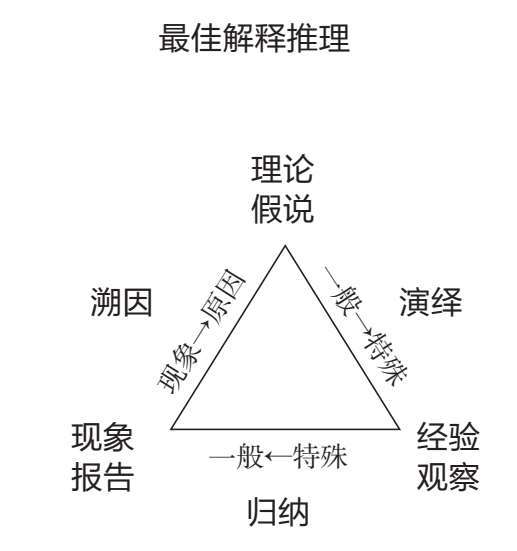 最佳解释推理
理论
假说
溯因
现象→原因
一般→特殊
演绎
现象
报告
一般←特殊
经验
观察
归纳